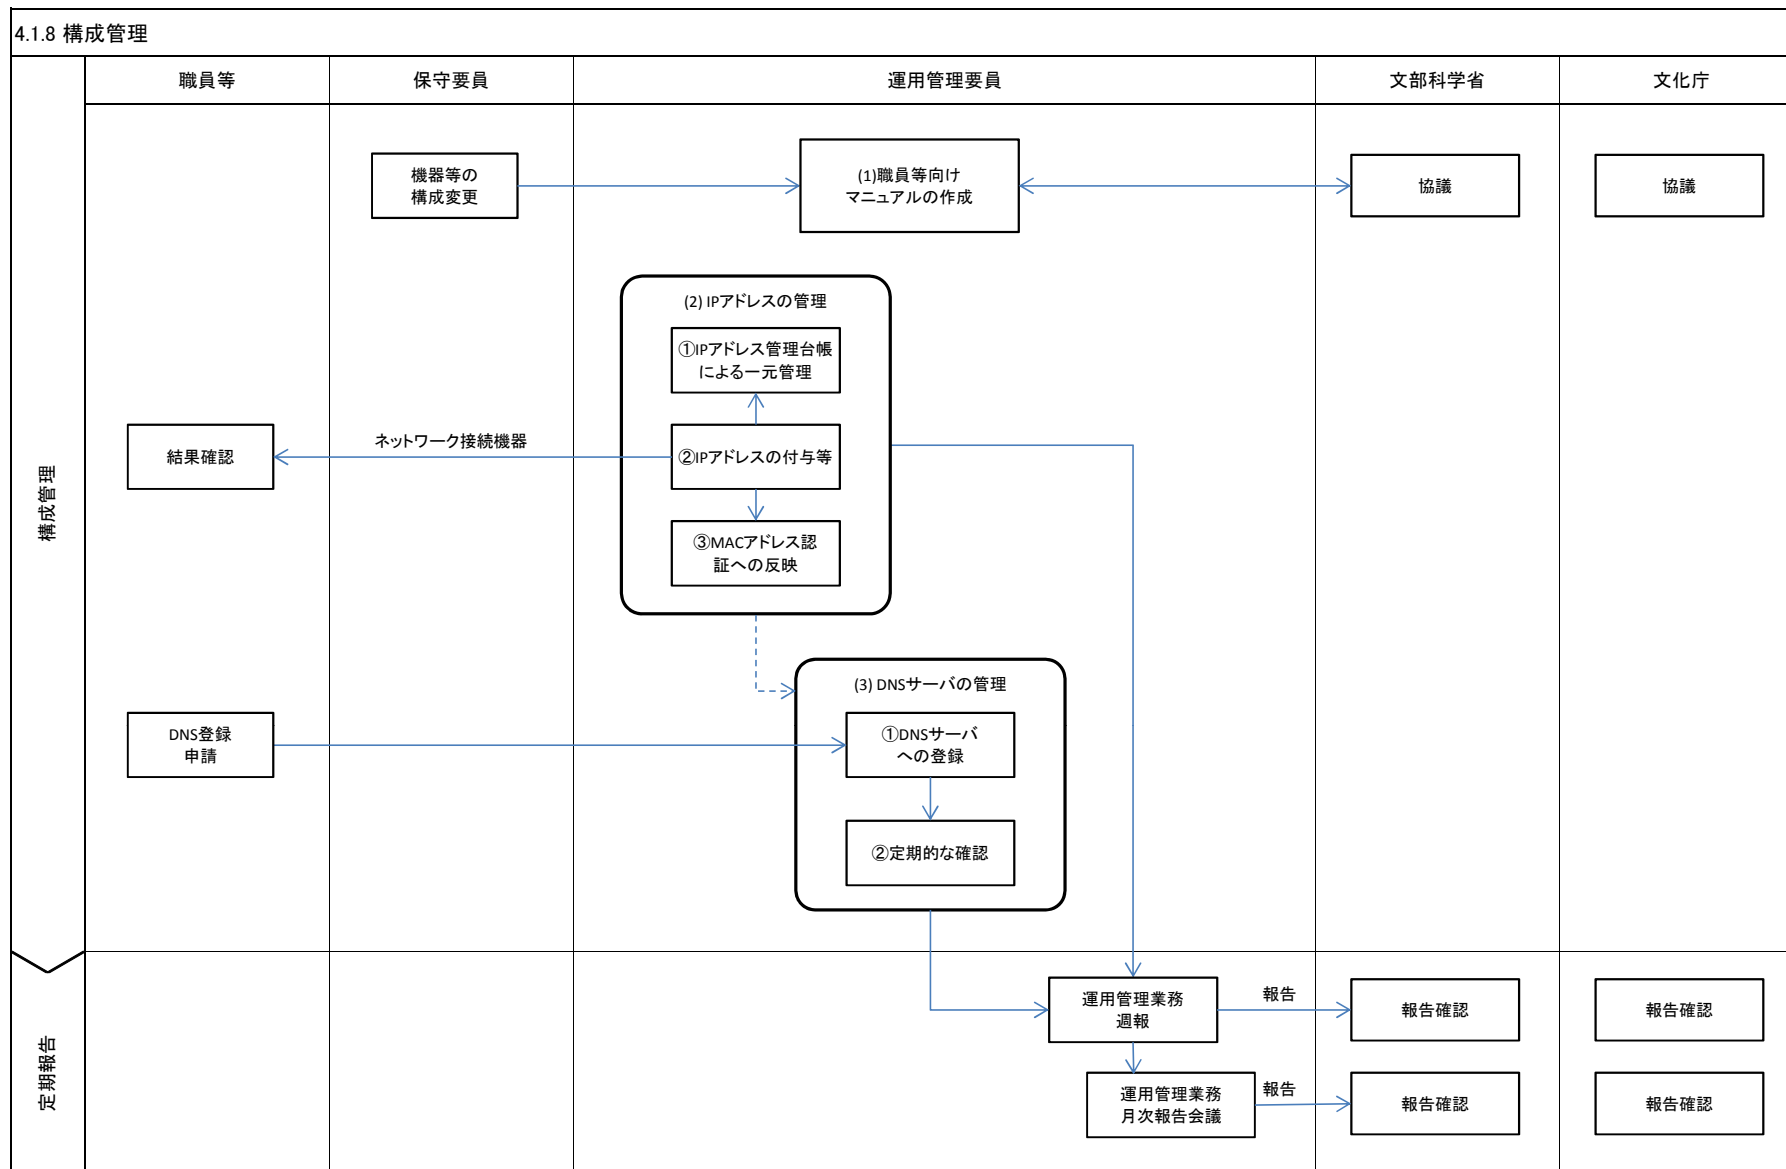 4.1.8 構成管理
職員等
保守要員
運用管理要員
文部科学省
文化庁
構成管理
機器等の
構成変更
(1)職員等向け
マニュアルの作成
協議
協議
(2) IPアドレスの管理
①IPアドレス管理台帳
による一元管理
結果確認
ネットワーク接続機器
②IPアドレスの付与等
③MACアドレス認
証への反映
(3) DNSサーバの管理
DNS登録
申請
①DNSサーバ
への登録
②定期的な確認
定期報告
運用管理業務
週報
報告
報告確認
報告確認
運用管理業務
月次報告会議
報告
報告確認
報告確認